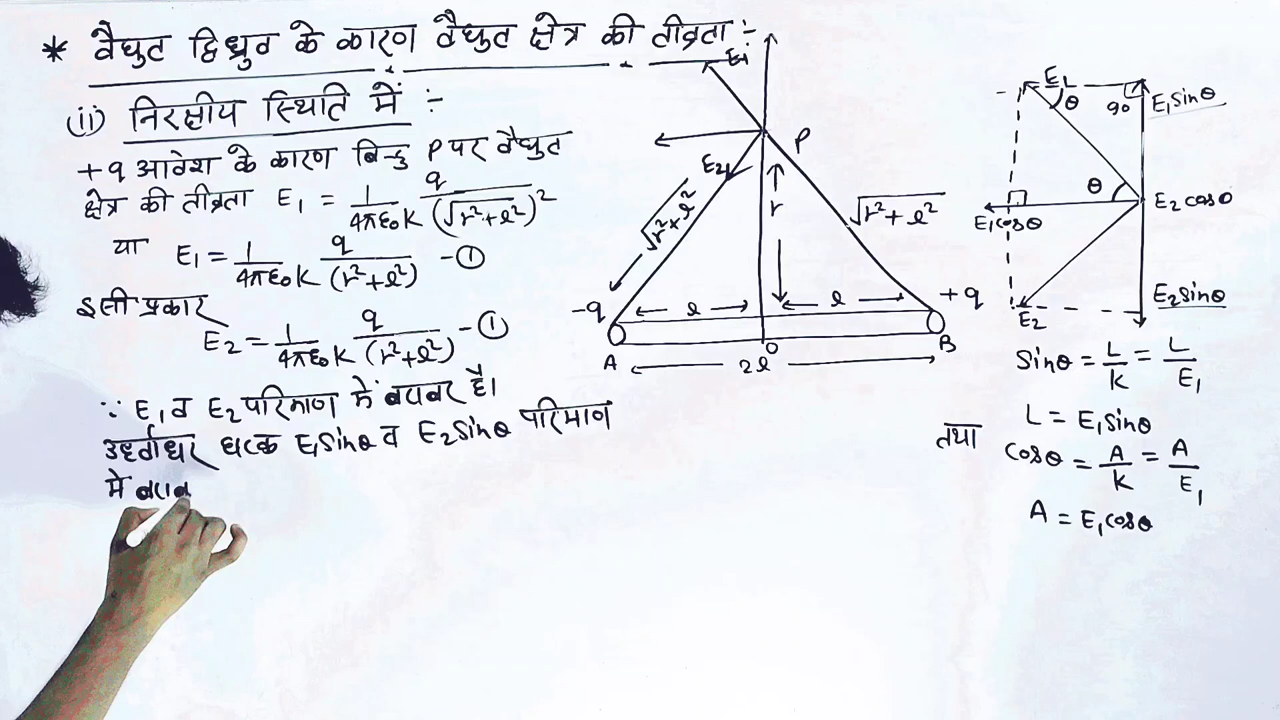 * वैद्युत द्विध्रुव के कारण वैद्युत क्षेत्र की तीव्रता :-
(ii) निरक्षीय स्थिति में :-
+q आवेश के कारण बिन्दु P पर वैद्युत
क्षेत्र की तीव्रता E₁ = 1/4πε₀K q/(√r²+l²)²
या E₁ = 1/4πε₀K q/(r²+l²) -①
इसी प्रकार
E₂ = 1/4πε₀K q/(r²+l²) -①
∵ E₁ व E₂ परिमाण में बराबर है।
उर्ध्वाधर घटक E₁sinθ व E₂sinθ परिमाण
में बराब
E₁
P
E₂
√r²+l²
r
√r²+l²
-q
l
l
+q
A
O
B
2l
E₁
θ
90
E₁sinθ
θ
E₂cosθ
E₁cosθ
E₂sinθ
E₂
Sinθ = L/K = L/E₁
L = E₁sinθ
तथा
cosθ = A/K = A/E₁
A = E₁cosθ